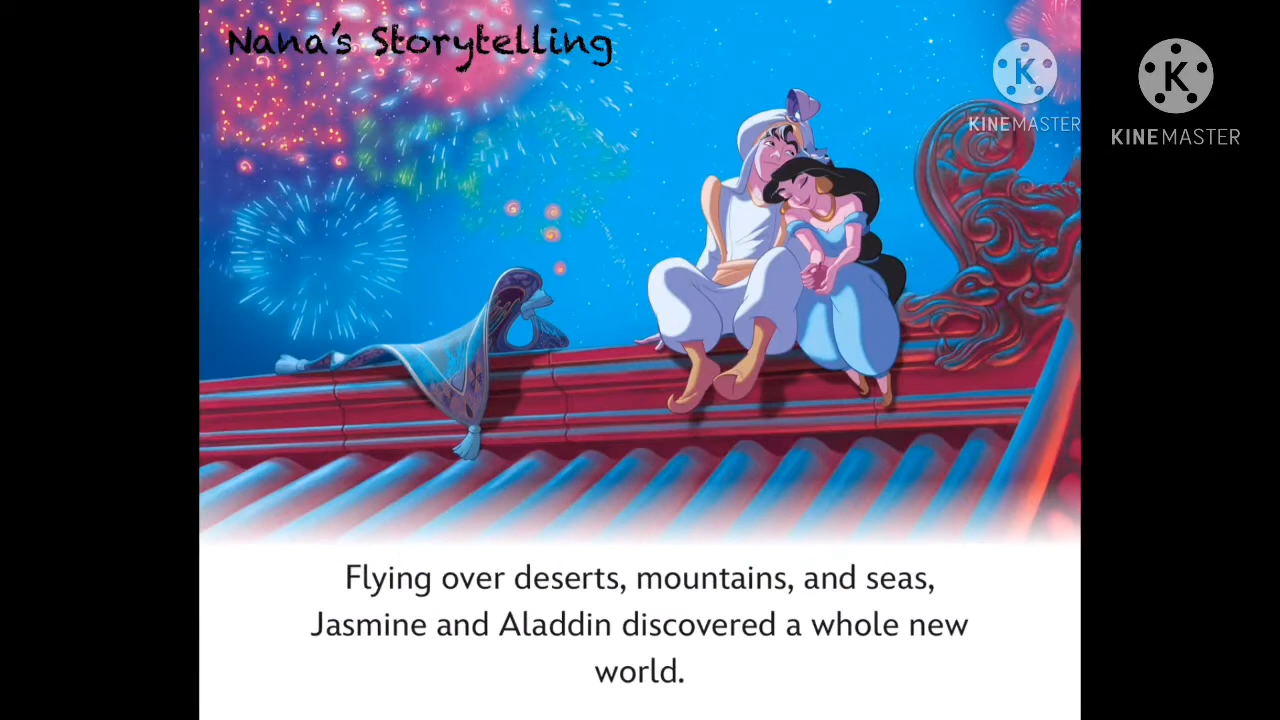 Nana's Storytelling
K
KINEMASTER
K
KINEMASTER
Flying over deserts, mountains, and seas,
Jasmine and Aladdin discovered a whole new
world.